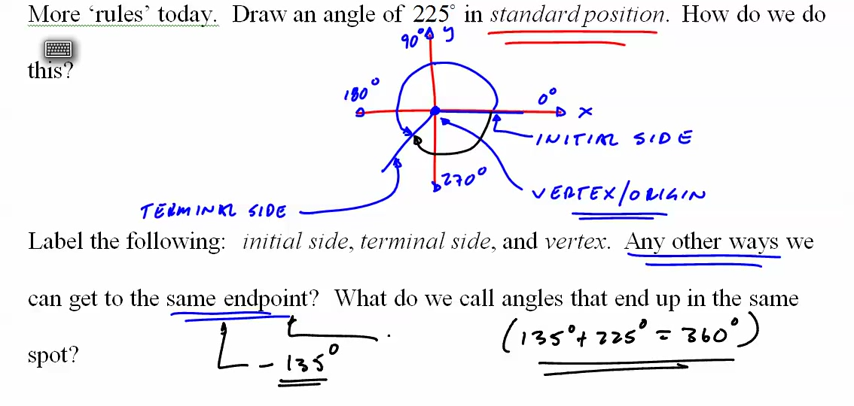 More ‘rules’ today. Draw an angle of 225° in standard position. How do we do
this?
90° y
180°
0° x
INITIAL SIDE
270°
VERTEX/ORIGIN
TERMINAL SIDE
Label the following: initial side, terminal side, and vertex. Any other ways we
can get to the same endpoint? What do we call angles that end up in the same
spot?
-135°
(135°+225°=360°)